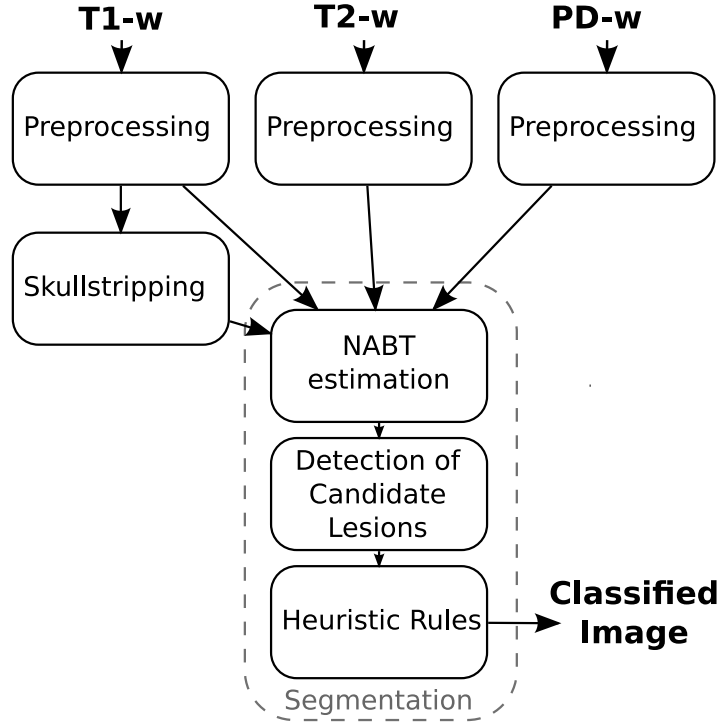 T1-w
T2-w
PD-w
Preprocessing
Preprocessing
Preprocessing
Skullstripping
NABT
estimation
Detection of
Candidate
Lesions
Heuristic Rules
Classified
Image
Segmentation